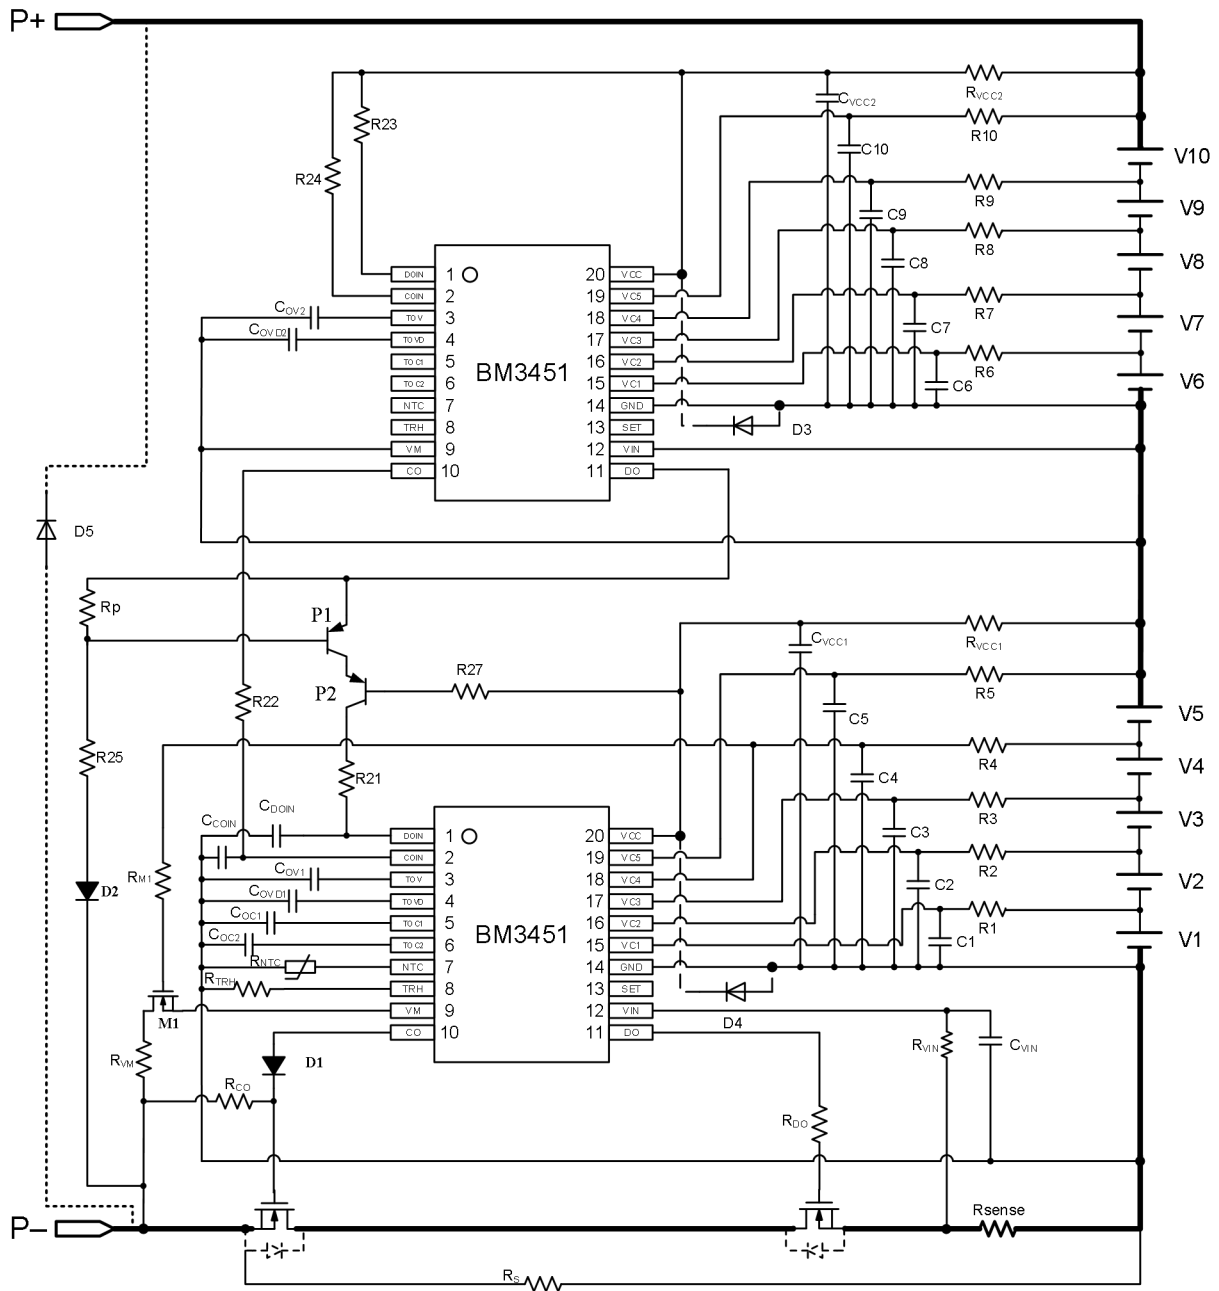 P+
R23
R24
CVCC2
RVCC2
R10
C10
V10
R9
C9
V9
R8
C8
V8
R7
C7
V7
R6
C6
V6
DOIN 1 20 VCC
COIN 2 19 VC5
COV2
TOV 3 18 VC4
COVD2
TOVD 4 17 VC3
TOC1 5 16 VC2
BM3451
TOC2 6 15 VC1
NTC 7 14 GND
TRH 8 13 SET
VM 9 12 VIN
CO 10 11 DO
D3
D5
Rp
P1
P2
R27
CVCC1
RVCC1
R22
R5
C5
V5
R25
R21
R4
C4
V4
R3
C3
V3
R2
C2
V2
R1
C1
V1
CDOIN
CCOIN
DOIN 1 20 VCC
COIN 2 19 VC5
RM1
COV1
TOV 3 18 VC4
D2
COVD1
TOVD 4 17 VC3
COC1
TOC1 5 16 VC2
BM3451
COC2
TOC2 6 15 VC1
RNTC
NTC 7 14 GND
RTRH
TRH 8 13 SET
VM 9 12 VIN
CO 10 11 DO
M1
D4
RVM
D1
RVIN
CVIN
RCO
RDO
P–
Rsense
RS